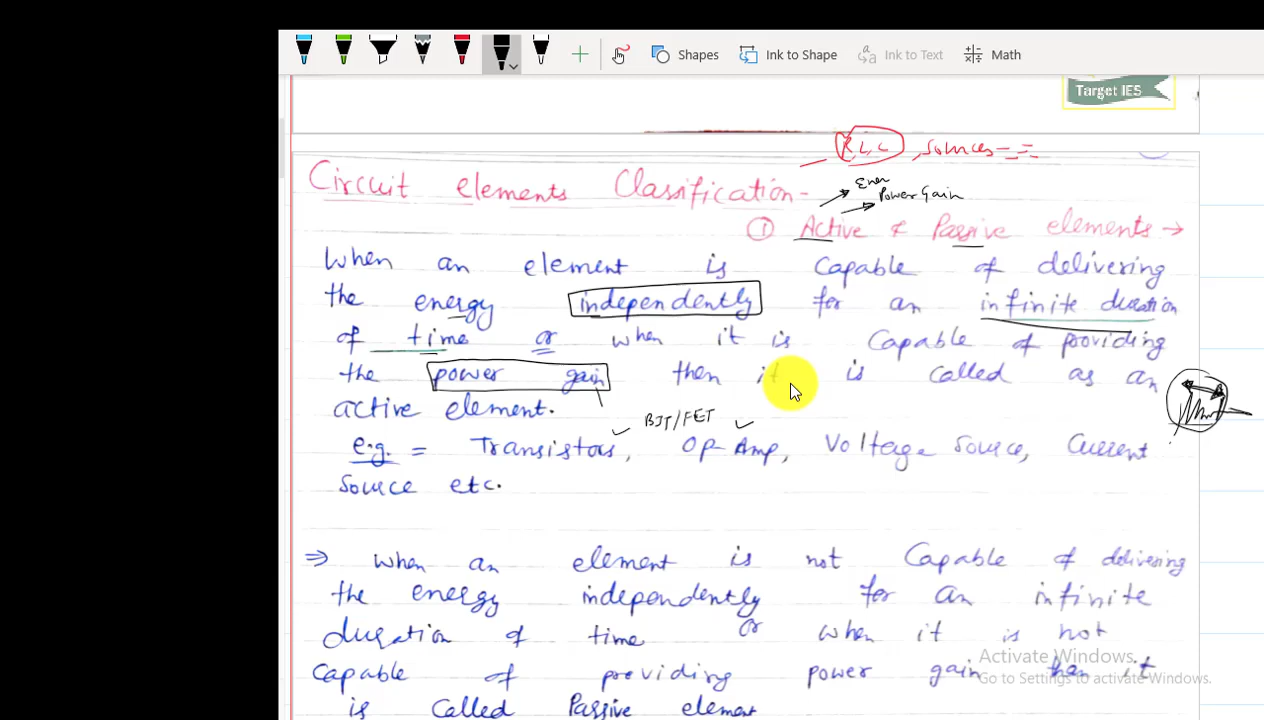 Shapes Ink to Shape Ink to Text Math
Target IES
R, L, C, Sources
Circuit elements Classification-
Ener
Power Gain
① Active & Passive elements →
When an element is Capable of delivering
the energy independently for an infinite duration
of time or when it is Capable of providing
the power gain then it is called as an
active element.
BJT/FET
e.g. = Transistors, Op-Amp, Voltage Source, Current
Source etc.
⇒ When an element is not Capable of delivering
the energy independently for an infinite
duration of time or when it is not
Capable of providing power gain then it
is Called Passive element
Activate Windows
Go to Settings to activate Windows.